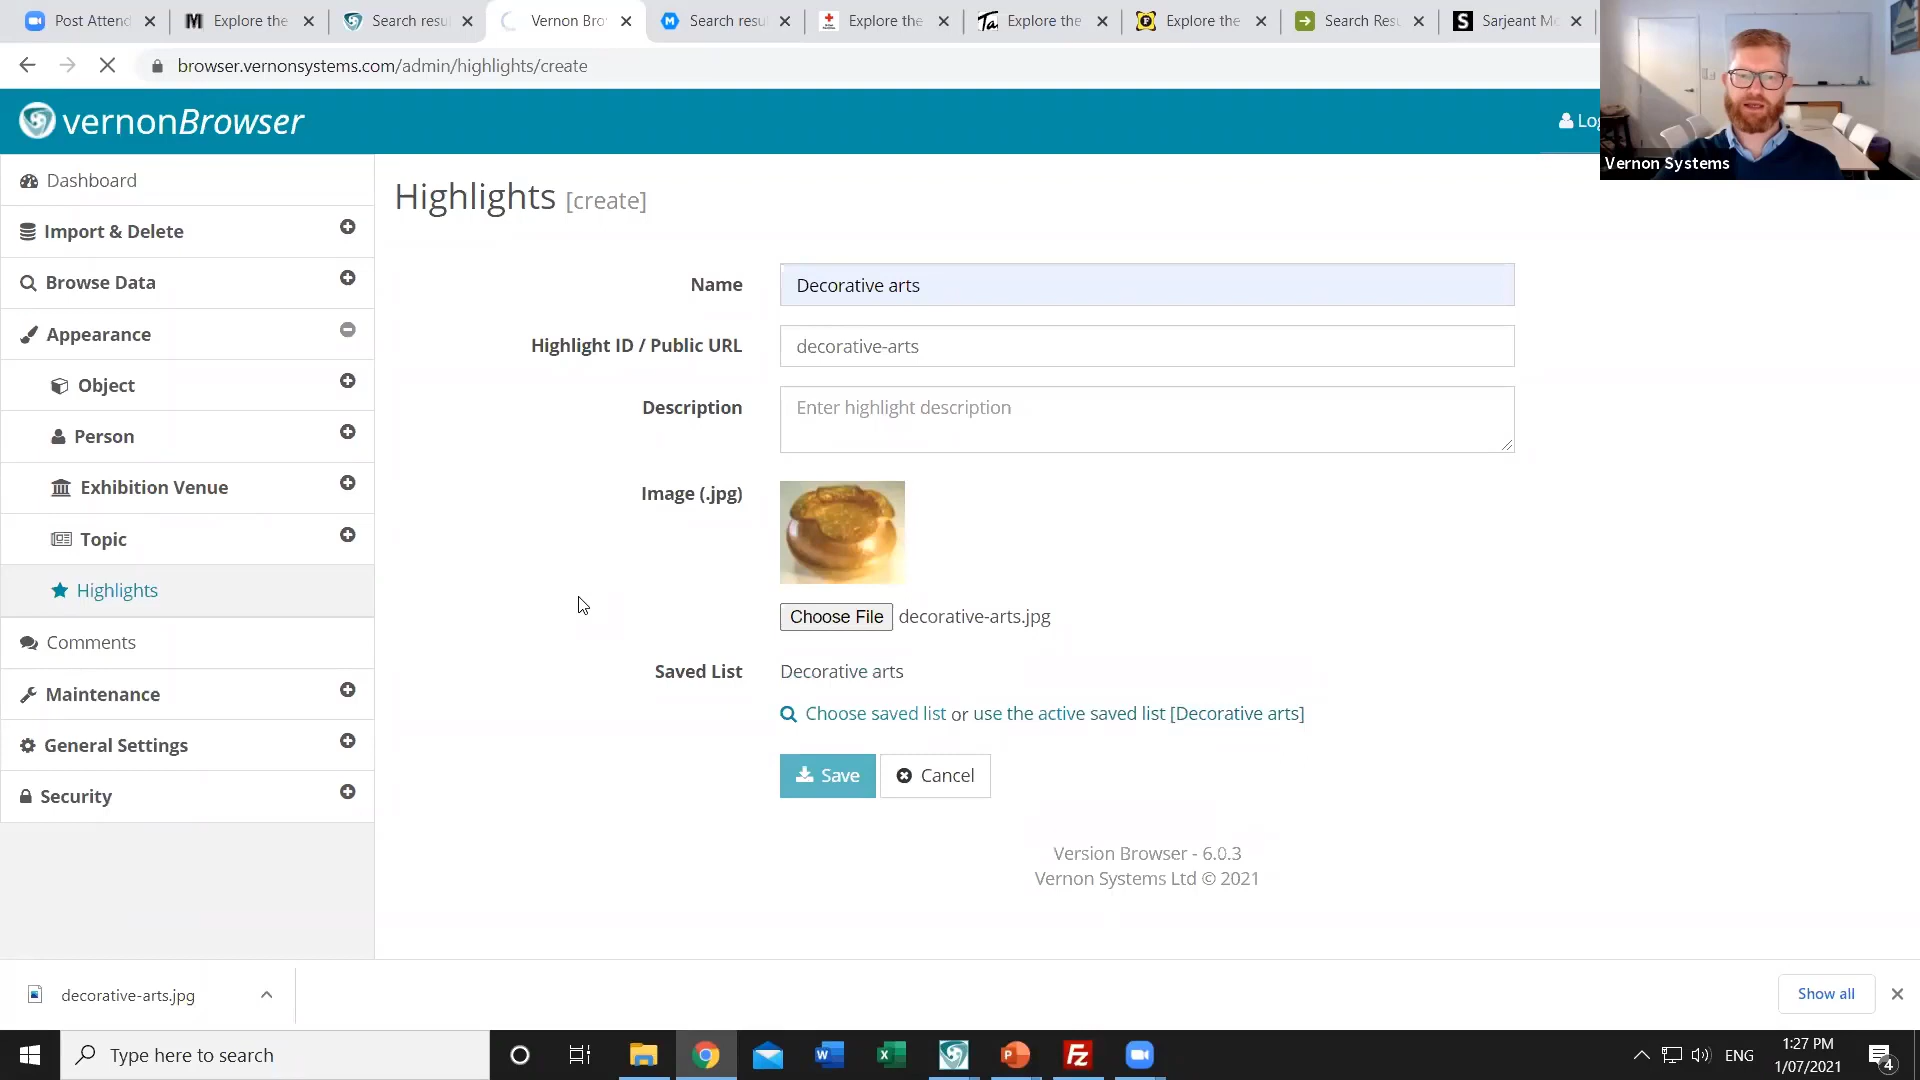 Post Attend
Explore the
Search resu
Vernon Bro
Search resu
Explore the
Explore the
Explore the
Search Res
Sarjeant Mo
browser.vernonsystems.com/admin/highlights/create
vernonBrowser
Log
Vernon Systems
Dashboard
Import & Delete
Browse Data
Appearance
Object
Person
Exhibition Venue
Topic
Highlights
Comments
Maintenance
General Settings
Security
Highlights [create]
Name
Decorative arts
Highlight ID / Public URL
decorative-arts
Description
Enter highlight description
Image (.jpg)
Choose File decorative-arts.jpg
Saved List
Decorative arts
Choose saved list or use the active saved list [Decorative arts]
Save
Cancel
Version Browser - 6.0.3
Vernon Systems Ltd © 2021
decorative-arts.jpg
Show all
Type here to search
ENG
1:27 PM
1/07/2021
4